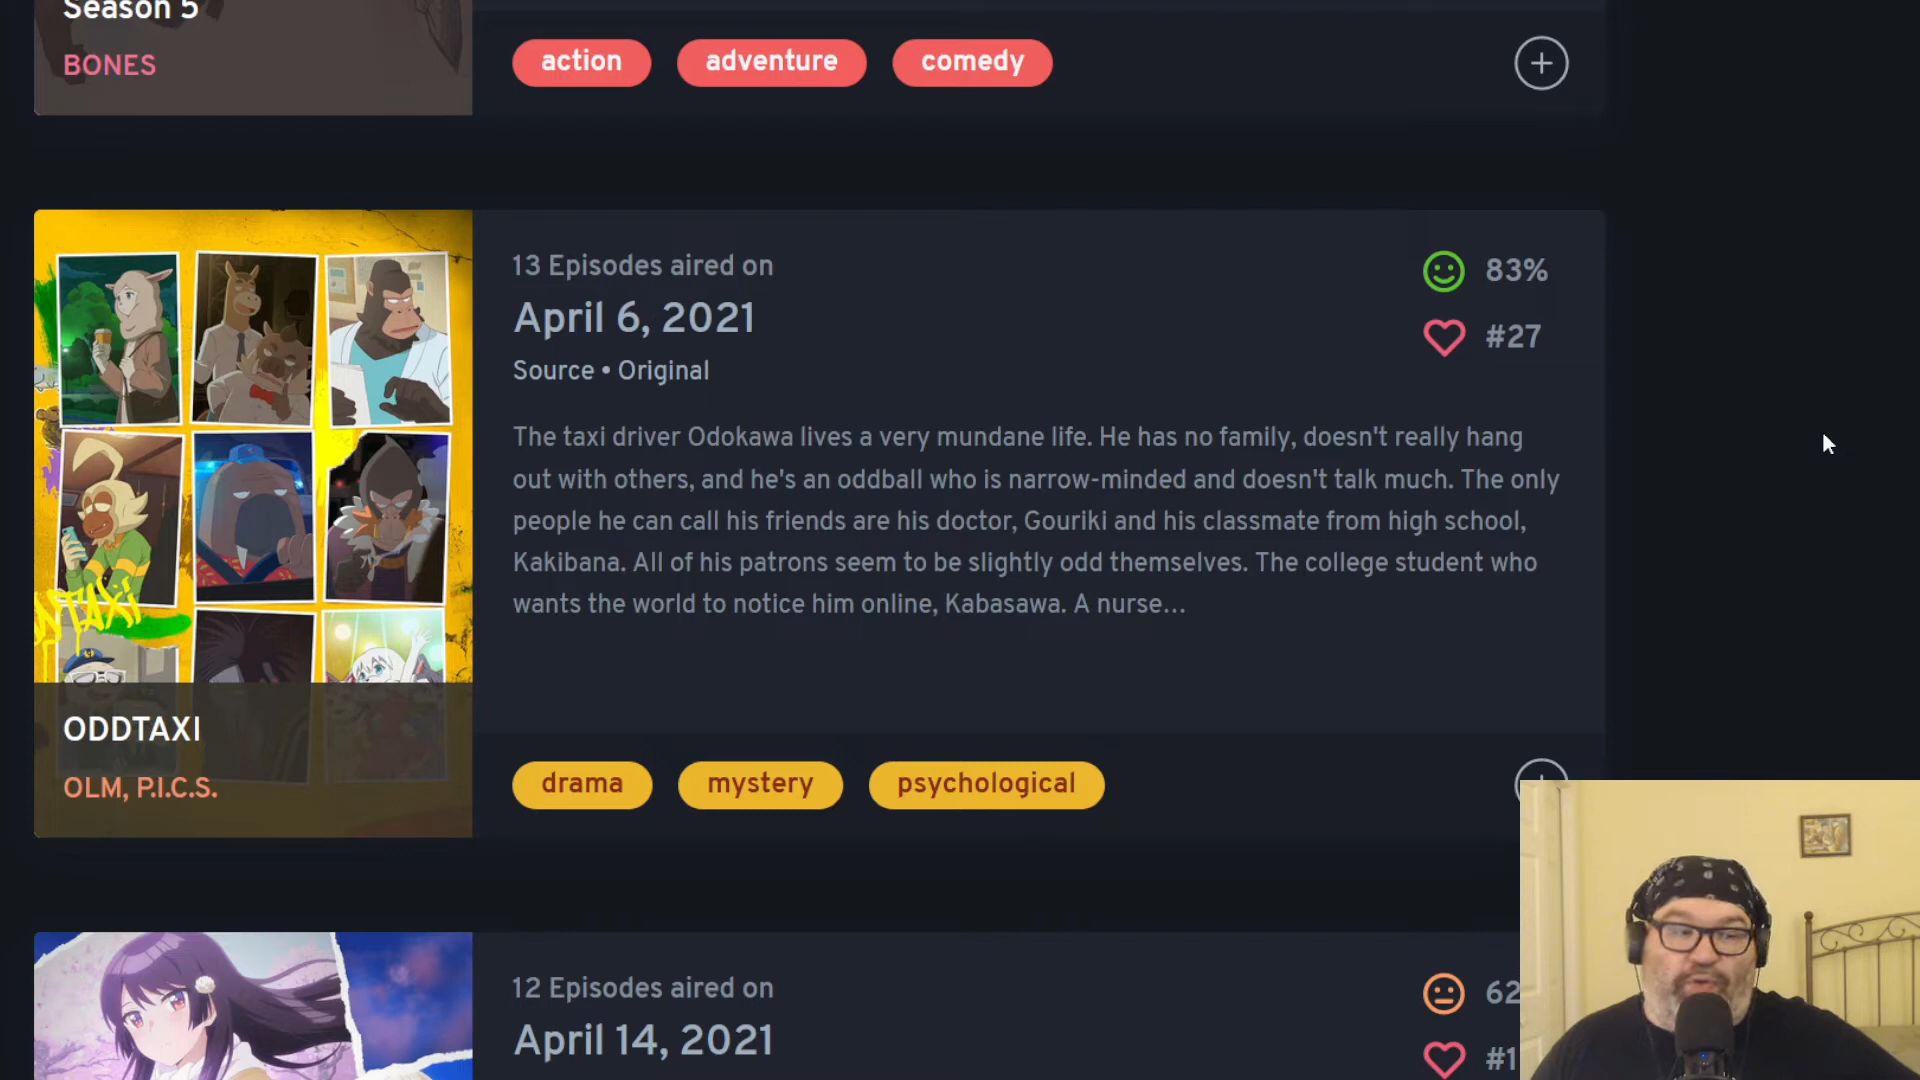 Season 5
BONES
action adventure comedy
13 Episodes aired on
April 6, 2021
Source • Original
83%
#27
The taxi driver Odokawa lives a very mundane life. He has no family, doesn't really hang
out with others, and he's an oddball who is narrow-minded and doesn't talk much. The only
people he can call his friends are his doctor, Gouriki and his classmate from high school,
Kakibana. All of his patrons seem to be slightly odd themselves. The college student who
wants the world to notice him online, Kabasawa. A nurse...
ODDTAXI
OLM, P.I.C.S.
drama mystery psychological
12 Episodes aired on
April 14, 2021
62
#1